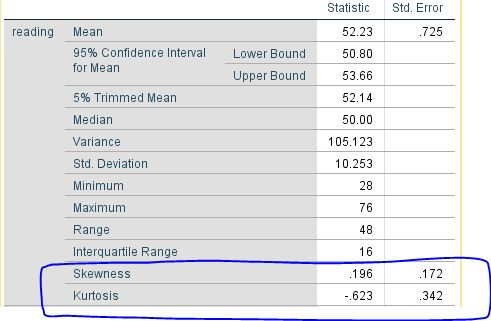 Statistic Std. Error
reading Mean 52.23 .725
95% Confidence Interval for Mean Lower Bound 50.80
Upper Bound 53.66
5% Trimmed Mean 52.14
Median 50.00
Variance 105.123
Std. Deviation 10.253
Minimum 28
Maximum 76
Range 48
Interquartile Range 16
Skewness .196 .172
Kurtosis -.623 .342